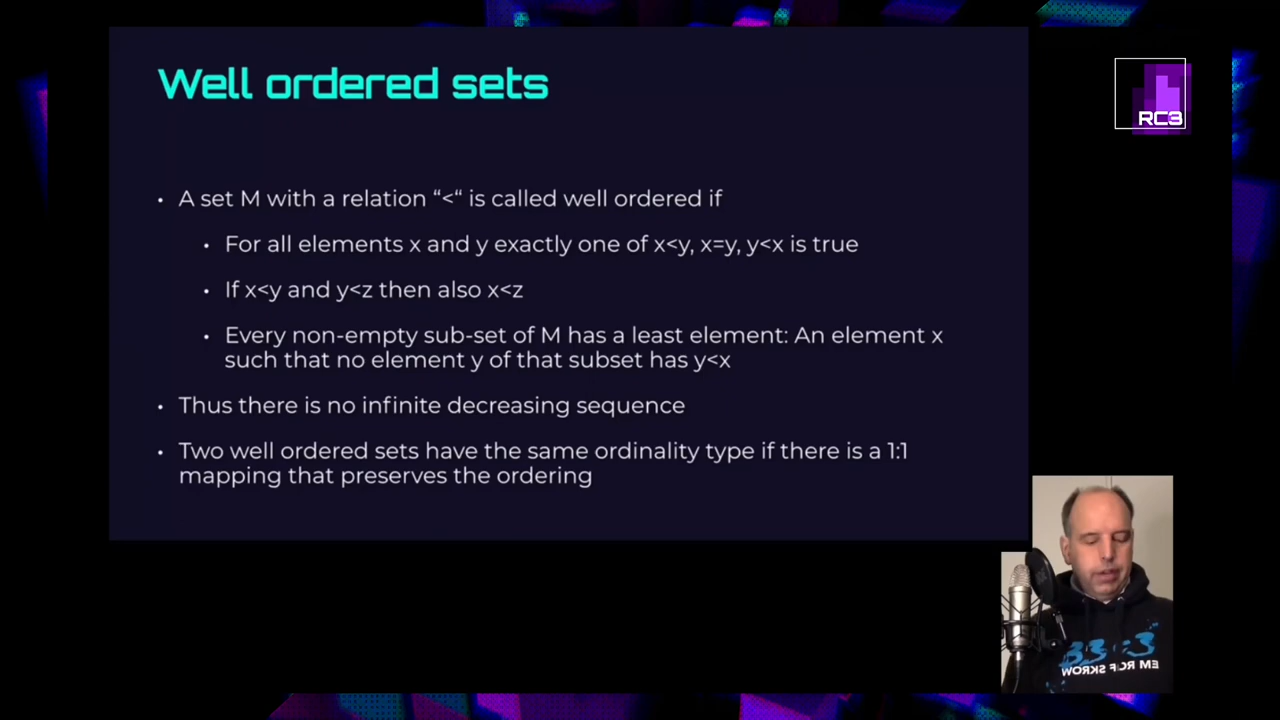 Well ordered sets
RC3
• A set M with a relation “<“ is called well ordered if
• For all elements x and y exactly one of x<y, x=y, y<x is true
• If x<y and y<z then also x<z
• Every non-empty sub-set of M has a least element: An element x
such that no element y of that subset has y<x
• Thus there is no infinite decreasing sequence
• Two well ordered sets have the same ordinality type if there is a 1:1
mapping that preserves the ordering
WORKS FOR ME